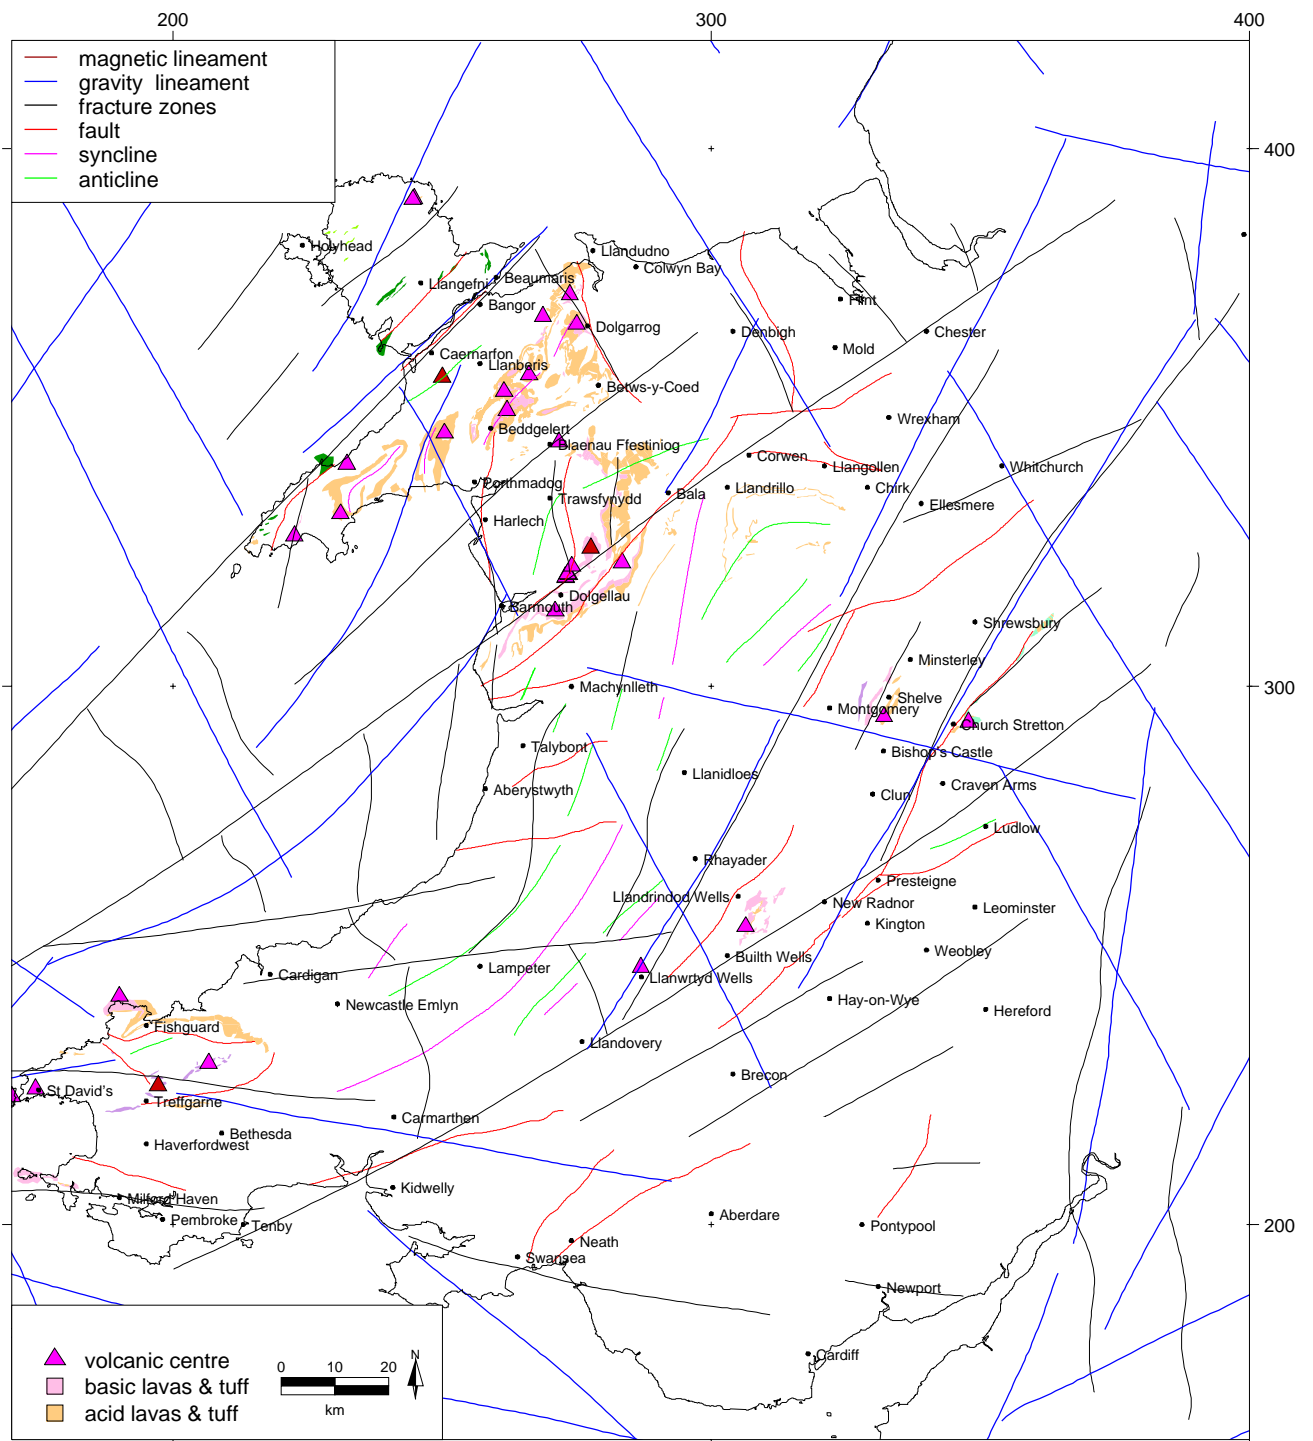 200
300
400
magnetic lineament
gravity lineament
fracture zones
fault
syncline
anticline
400
Holyhead
Llandudno
Colwyn Bay
Llangefni
Beaumaris
Bangor
Flint
Dolgarrog
Denbigh
Chester
Mold
Caernarfon
Llanberis
Betws-y-Coed
Wrexham
Beddgelert
Blaenau Ffestiniog
Corwen
Llangollen
Whitchurch
Porthmadog
Trawsfynydd
Bala
Llandrillo
Chirk
Ellesmere
Harlech
Dolgellau
Barmouth
Shrewsbury
Minsterley
300
Machynlleth
Shelve
Montgomery
Church Stretton
Talybont
Bishop's Castle
Llanidloes
Aberystwyth
Clun
Craven Arms
Ludlow
Rhayader
Presteigne
Llandrindod Wells
New Radnor
Leominster
Kington
Weobley
Builth Wells
Cardigan
Lampeter
Llanwrtyd Wells
Newcastle Emlyn
Hay-on-Wye
Hereford
Fishguard
Llandovery
Brecon
St David's
Treffgarne
Carmarthen
Bethesda
Haverfordwest
Kidwelly
Milford Haven
Pembroke
Tenby
Aberdare
Pontypool
200
Neath
Swansea
Newport
Cardiff
volcanic centre
basic lavas & tuff
acid lavas & tuff
0 10 20
km
N